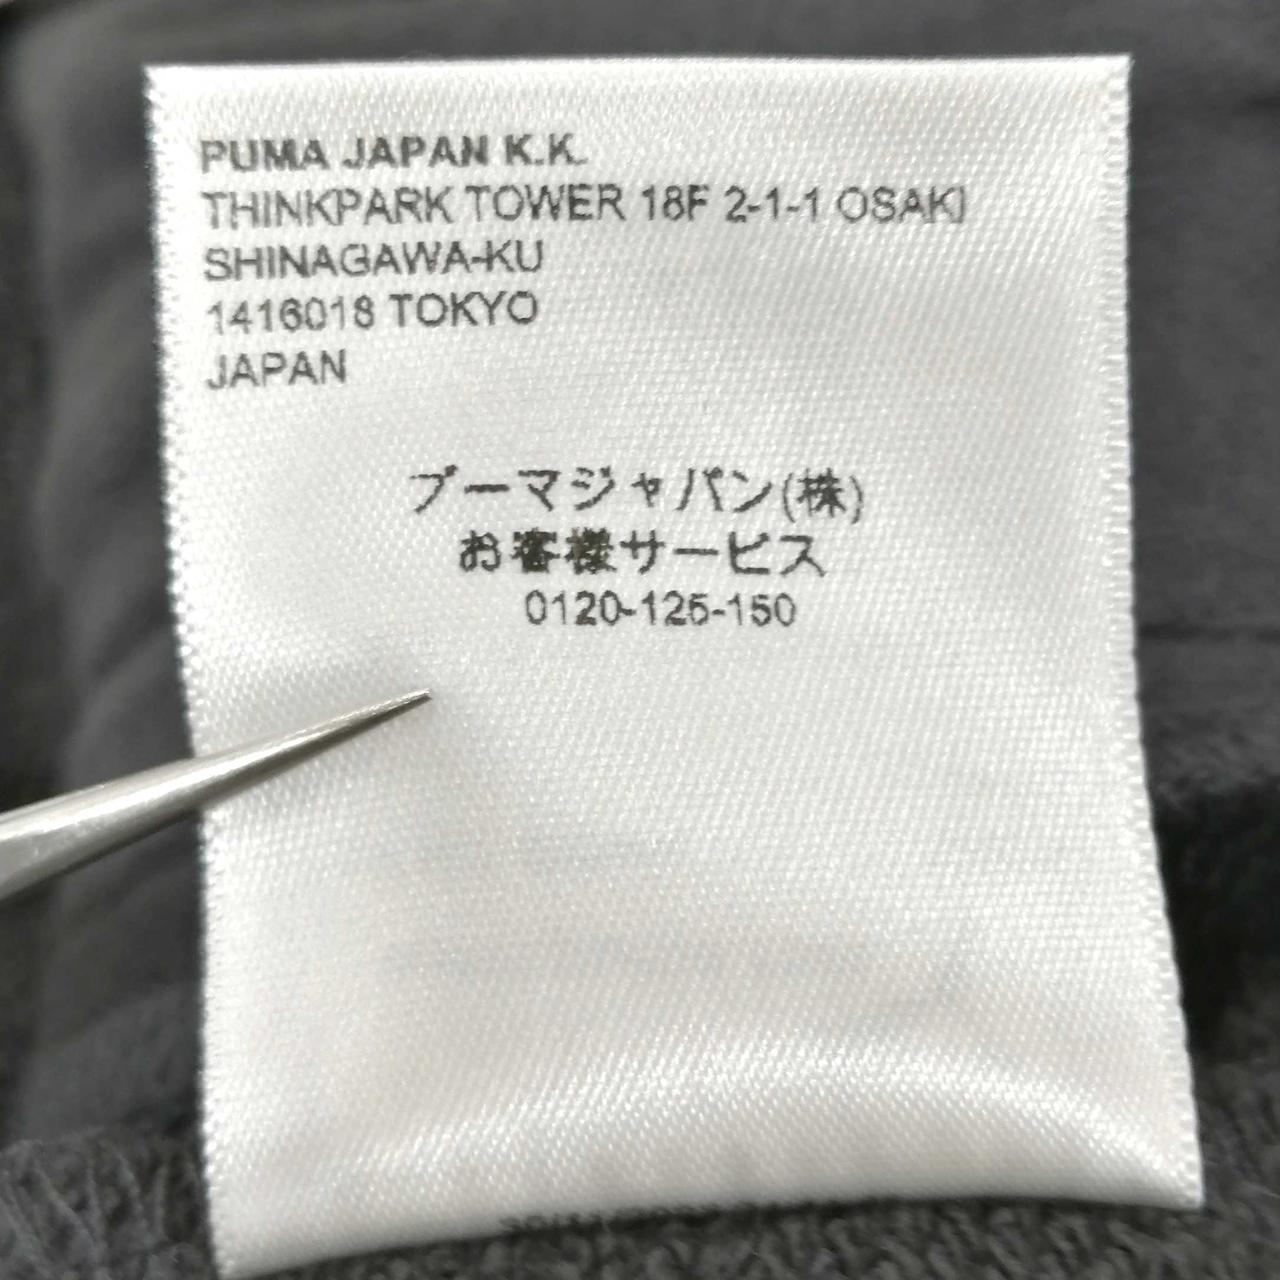 PUMA JAPAN K.K.
THINKPARK TOWER 18F 2-1-1 OSAKI
SHINAGAWA-KU
1416018 TOKYO
JAPAN
プーマジャパン(株)
お客様サービス
0120-125-150